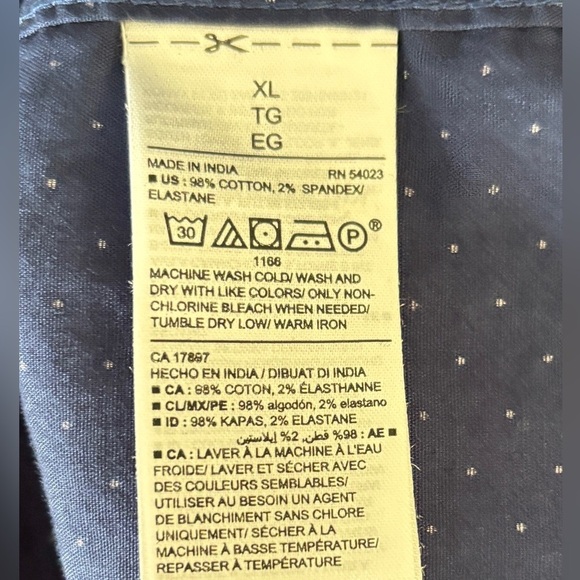 XL
TG
EG
MADE IN INDIA RN 54023
■ US : 98% COTTON, 2% SPANDEX/
ELASTANE
30 P ®
1166
MACHINE WASH COLD/ WASH AND
DRY WITH LIKE COLORS/ ONLY NON-
CHLORINE BLEACH WHEN NEEDED/
TUMBLE DRY LOW/ WARM IRON
CA 17897
HECHO EN INDIA / DIBUAT DI INDIA
■ CA : 98% COTON, 2% ÉLASTHANNE
■ CL/MX/PE : 98% algodón, 2% elastano
■ ID : 98% KAPAS, 2% ELASTANE
■ AE : 98% قطن, 2% إيلاستين
■ CA : LAVER À LA MACHINE À L'EAU
FROIDE/ LAVER ET SÉCHER AVEC
DES COULEURS SEMBLABLES/
UTILISER AU BESOIN UN AGENT
DE BLANCHIMENT SANS CHLORE
UNIQUEMENT/ SÉCHER À LA
MACHINE À BASSE TEMPÉRATURE/
REPASSER À TEMPÉRATURE